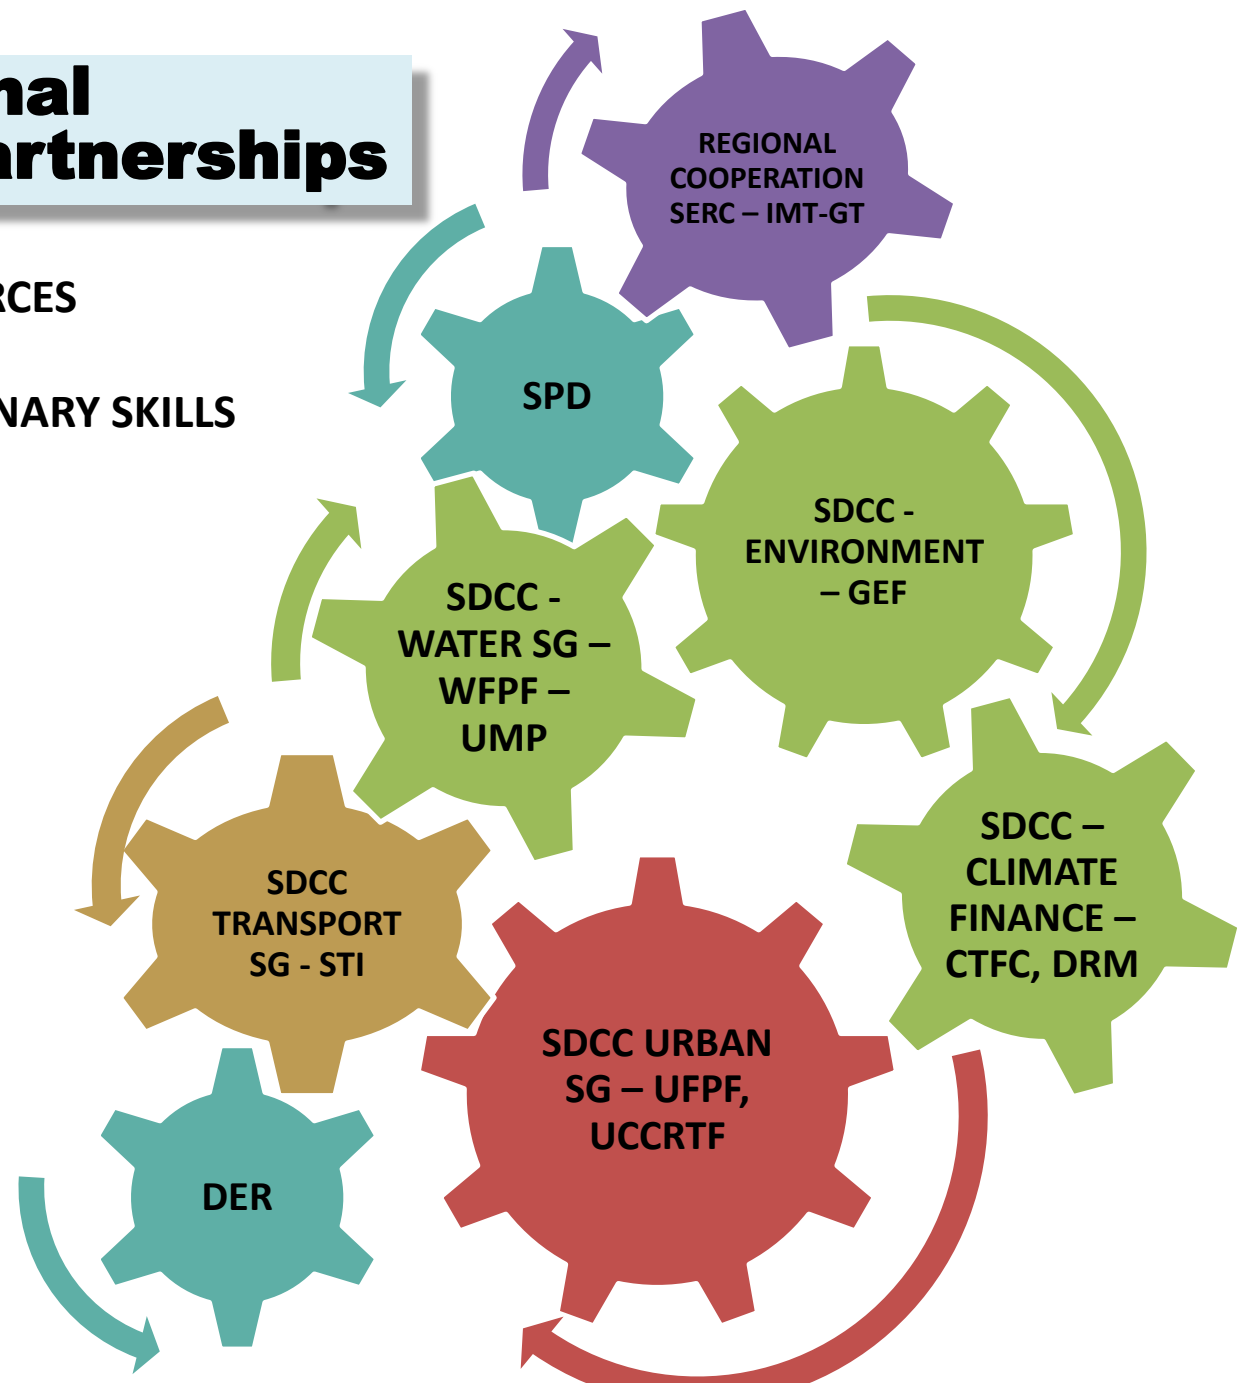 nal
artnerships
RCES
NARY SKILLS
REGIONAL
COOPERATION
SERC – IMT-GT
SPD
SDCC -
ENVIRONMENT
– GEF
SDCC -
WATER SG –
WFPF –
UMP
SDCC –
CLIMATE
FINANCE –
CTFC, DRM
SDCC
TRANSPORT
SG - STI
SDCC URBAN
SG – UFPF,
UCCRTF
DER